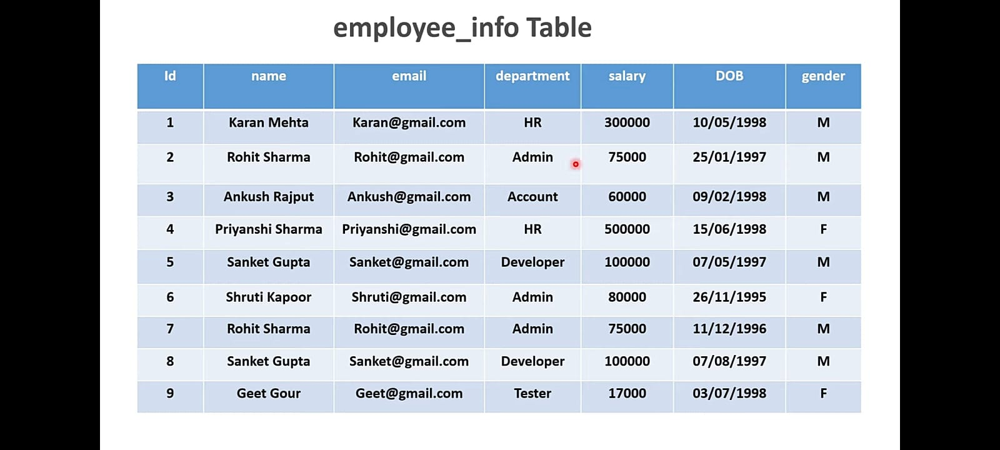 employee_info Table
Id name email department salary DOB gender
1 Karan Mehta Karan@gmail.com HR 300000 10/05/1998 M
2 Rohit Sharma Rohit@gmail.com Admin 75000 25/01/1997 M
3 Ankush Rajput Ankush@gmail.com Account 60000 09/02/1998 M
4 Priyanshi Sharma Priyanshi@gmail.com HR 500000 15/06/1998 F
5 Sanket Gupta Sanket@gmail.com Developer 100000 07/05/1997 M
6 Shruti Kapoor Shruti@gmail.com Admin 80000 26/11/1995 F
7 Rohit Sharma Rohit@gmail.com Admin 75000 11/12/1996 M
8 Sanket Gupta Sanket@gmail.com Developer 100000 07/08/1997 M
9 Geet Gour Geet@gmail.com Tester 17000 03/07/1998 F